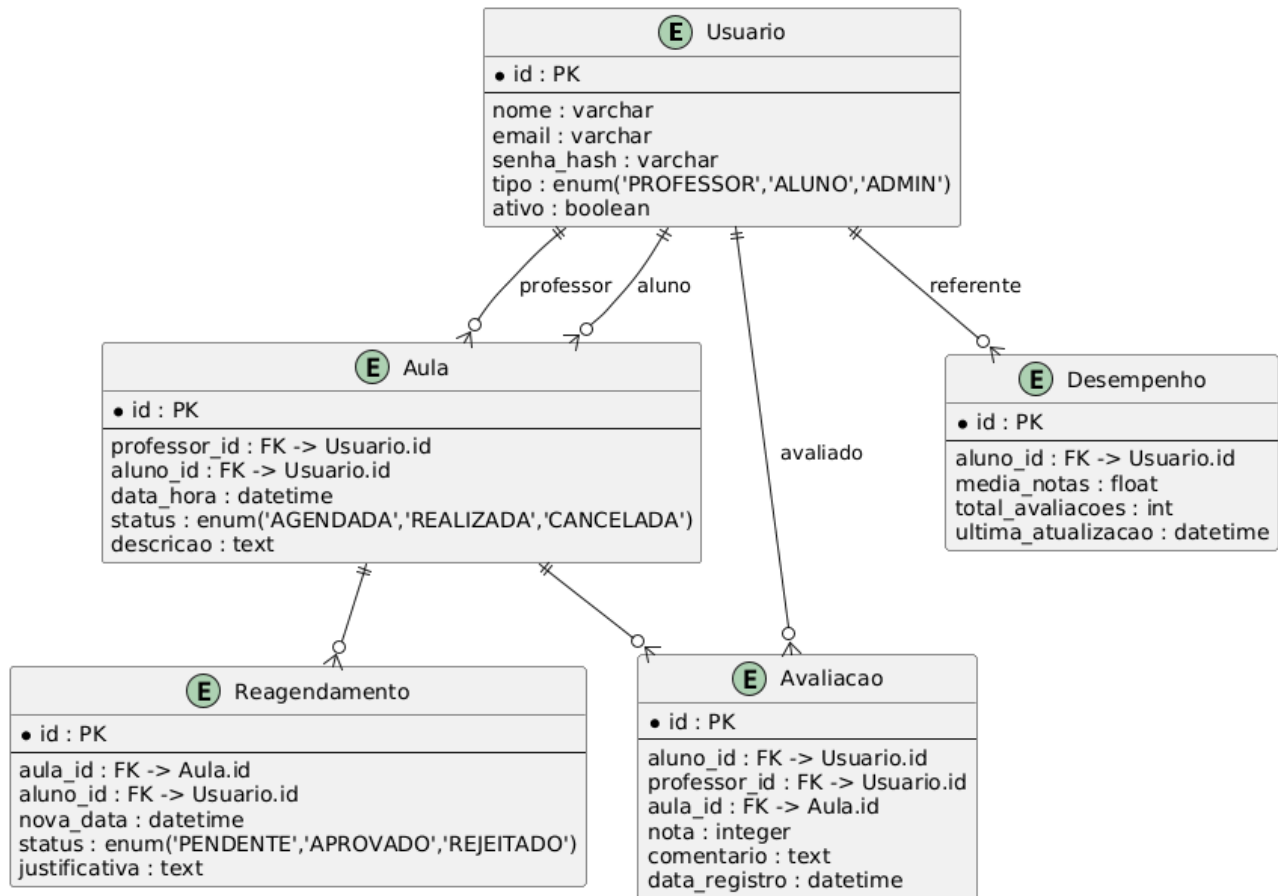 E Usuario
• id : PK
nome : varchar
email : varchar
senha_hash : varchar
tipo : enum('PROFESSOR','ALUNO','ADMIN')
ativo : boolean
professor
aluno
referente
E Aula
• id : PK
professor_id : FK -> Usuario.id
aluno_id : FK -> Usuario.id
data_hora : datetime
status : enum('AGENDADA','REALIZADA','CANCELADA')
descricao : text
E Desempenho
• id : PK
aluno_id : FK -> Usuario.id
media_notas : float
total_avaliacoes : int
ultima_atualizacao : datetime
avaliado
E Reagendamento
• id : PK
aula_id : FK -> Aula.id
aluno_id : FK -> Usuario.id
nova_data : datetime
status : enum('PENDENTE','APROVADO','REJEITADO')
justificativa : text
E Avaliacao
• id : PK
aluno_id : FK -> Usuario.id
professor_id : FK -> Usuario.id
aula_id : FK -> Aula.id
nota : integer
comentario : text
data_registro : datetime